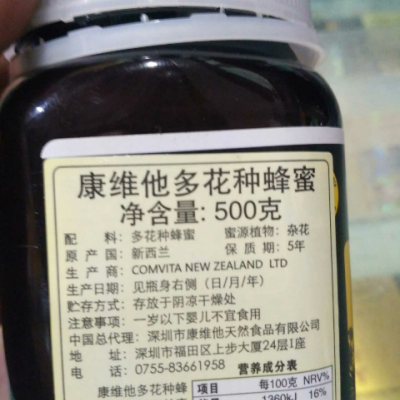 康维他多花种蜂蜜
净含量: 500克
配 料: 多花种蜂蜜 蜜源植物: 杂花
原 产 国: 新西兰 保 质 期: 5年
生 产 商: COMVITA NEW ZEALAND LTD
生产日期: 见瓶身右侧 (日/月/年)
贮存方式: 存放于阴凉干燥处
注意事项: 一岁以下婴儿不宜食用
中国总代理: 深圳市康维他天然食品有限公司
地 址: 深圳市福田区上步大厦24层I座
电 话: 0755-83661958
营养成分表
康维他多花种蜂 项目 每100克 NRV%
1360kJ 16%